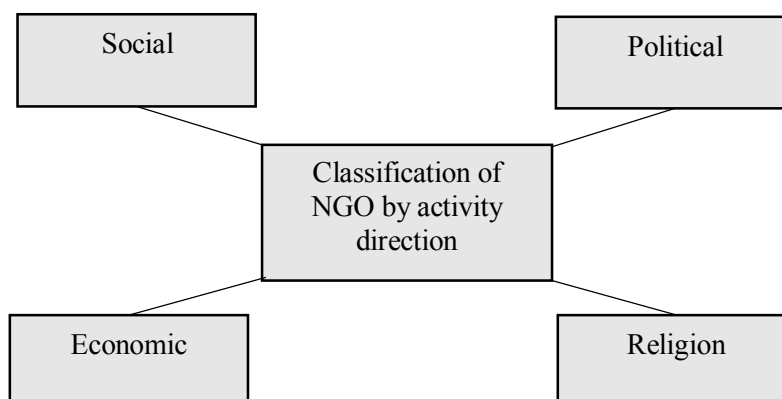 Social
Political
Classification of
NGO by activity
direction
Economic
Religion